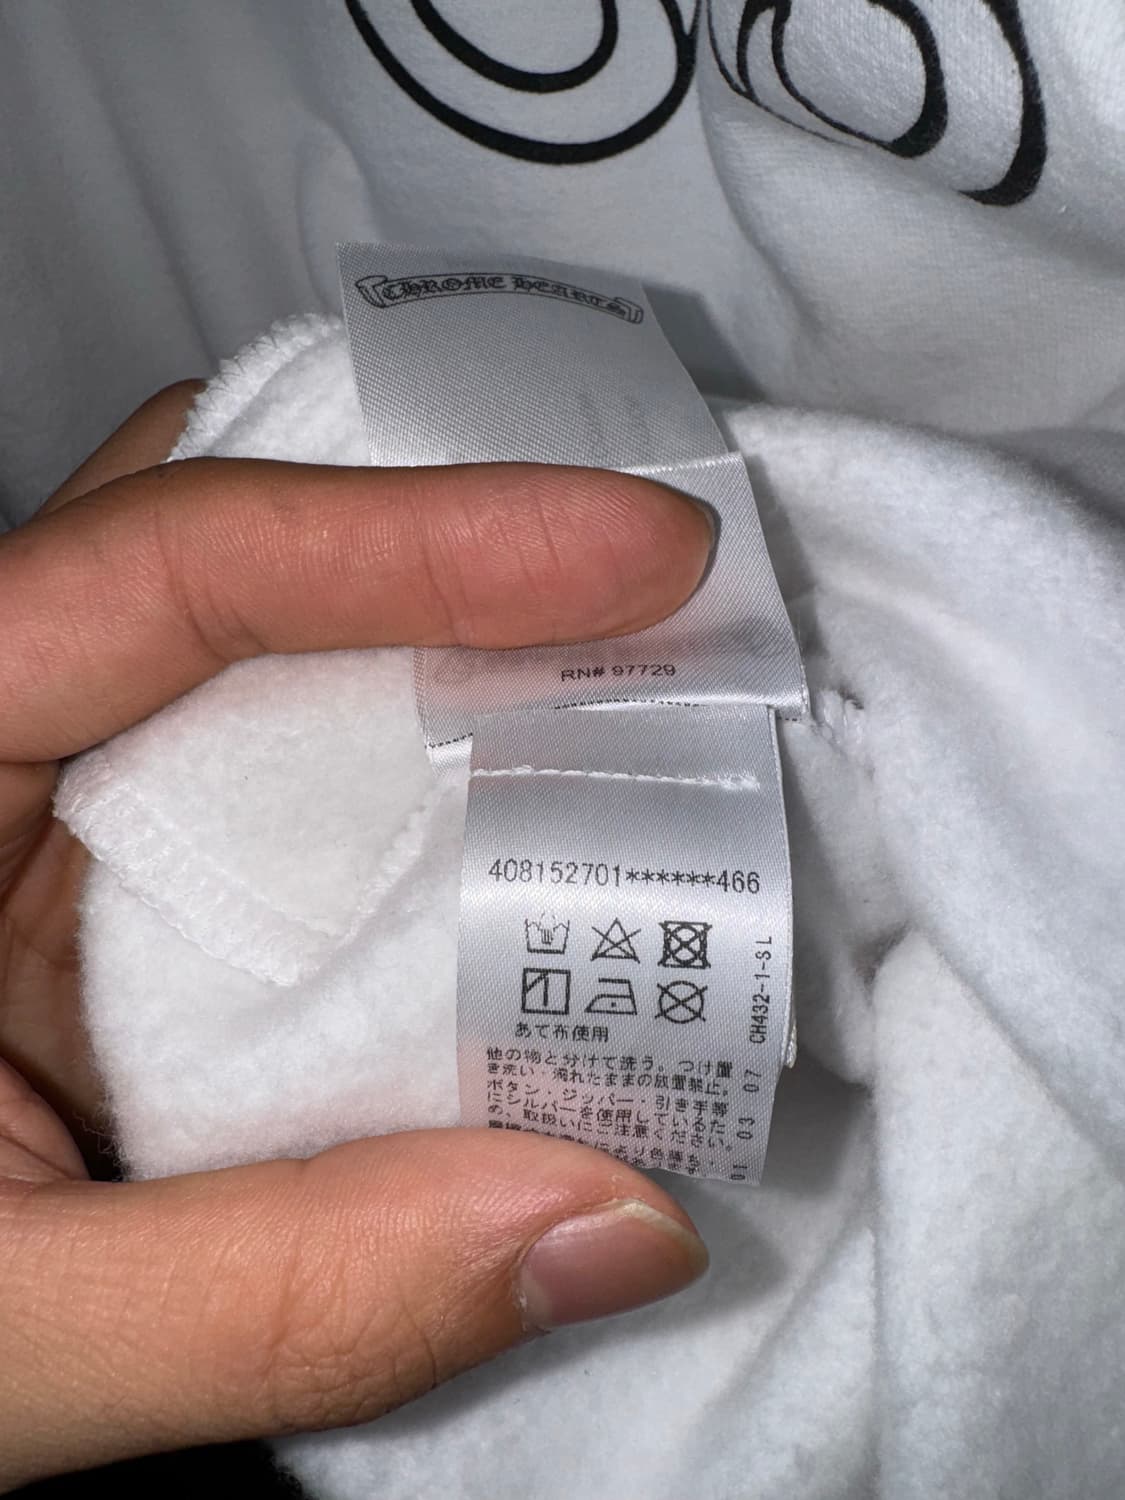 CHROME HEARTS
RN# 97729
408152701******466
あて布使用
他の物と分けて洗う。つけ置
き洗い・濡れたままの放置禁止。
ボタン・ジッパー・引き手等
にシルバーを使用しているた
め、取扱いにご注意ください。
01 03 07 CH432-1-SL